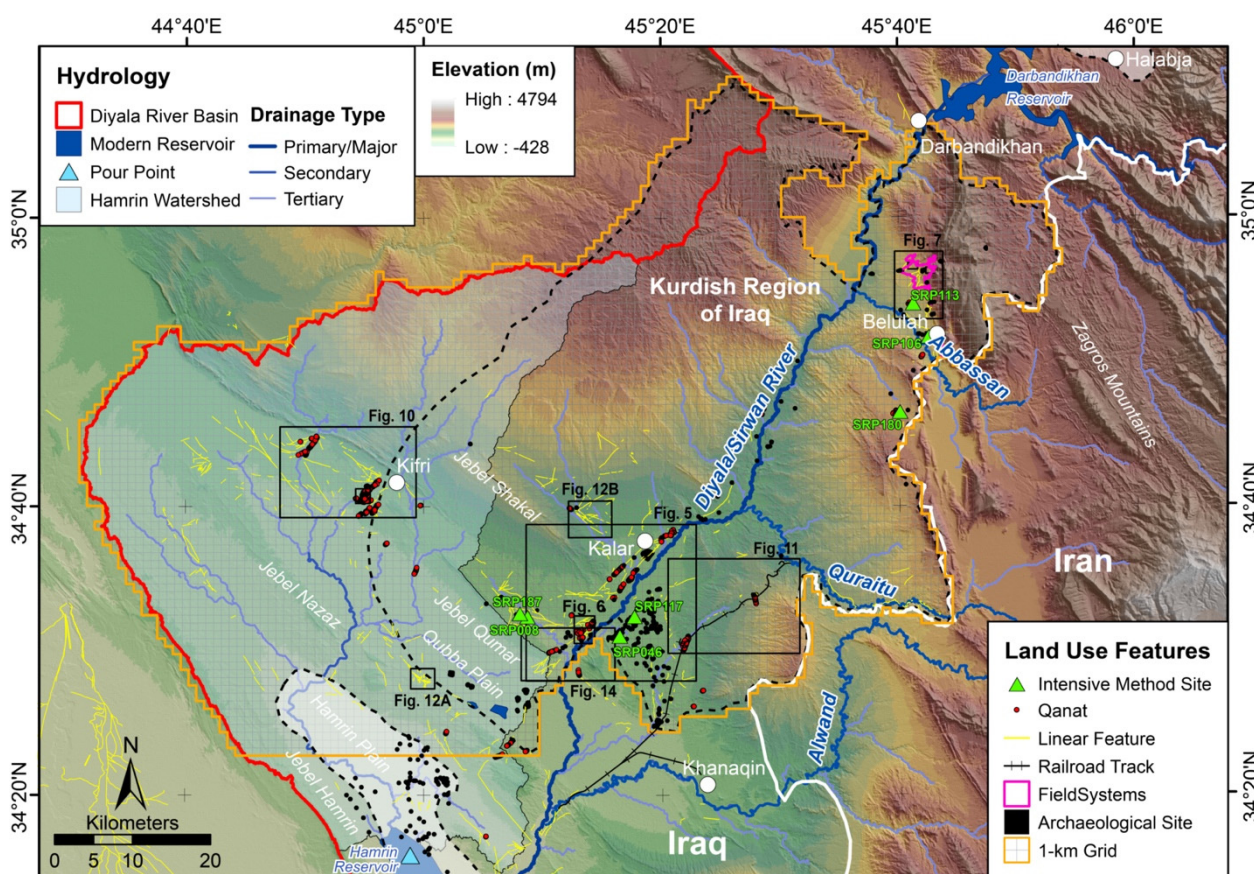 44°40'E
45°0'E
45°20'E
45°40'E
46°0'E
Hydrology
Diyala River Basin
Modern Reservoir
Pour Point
Hamrin Watershed
Drainage Type
Primary/Major
Secondary
Tertiary
Elevation (m)
High : 4794
Low : -428
Halabja
Darbandikhan
Reservoir
Darbandikhan
35°0'N
35°0'N
Fig. 7
Kurdish Region
of Iraq
SRP113
Belulah
SRP106
Abbassan
Zagros Mountains
Diyala/Sirwan River
SRP180
Fig. 10
Kifri
Jebel Shakal
Fig. 12B
Fig. 5
34°40'N
34°40'N
Kalar
Fig. 11
Iran
Quraitu
Jebel Nazaz
Jebel Qumar
SRP187
SRP008
Fig. 6
SRP117
SRP046
Qubba Plain
Fig. 14
Fig. 12A
Hamrin Plain
Jebel Hamrin
Alwand
Khanaqin
34°20'N
34°20'N
N
Kilometers
0 5 10 20
Hamrin
Reservoir
Iraq
Land Use Features
Intensive Method Site
Qanat
Linear Feature
Railroad Track
FieldSystems
Archaeological Site
1-km Grid